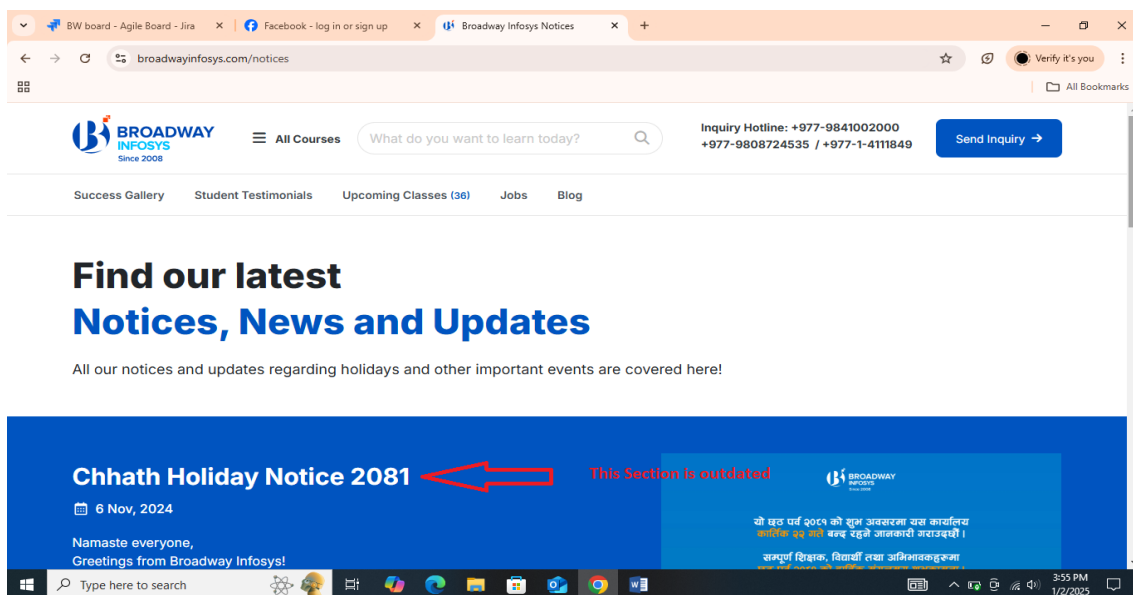 BW board - Agile Board - Jira
Facebook - log in or sign up
Broadway Infosys Notices
broadwayinfosys.com/notices
Verify it's you
All Bookmarks
BROADWAY
INFOSYS
Since 2008
All Courses
What do you want to learn today?
Inquiry Hotline: +977-9841002000
+977-9808724535 / +977-1-4111849
Send Inquiry →
Success Gallery Student Testimonials Upcoming Classes (36) Jobs Blog
Find our latest
Notices, News and Updates
All our notices and updates regarding holidays and other important events are covered here!
Chhath Holiday Notice 2081
This Section is outdated
6 Nov, 2024
Namaste everyone,
Greetings from Broadway Infosys!
BROADWAY
INFOSYS
यो छठ पर्व २०८१ को शुभ अवसरमा यस कार्यालय
कार्तिक २२ गते बन्द रहने जानकारी गराउदछौं ।
सम्पूर्ण शिक्षक, विद्यार्थी तथा अभिभावकहरूमा
Type here to search
3:55 PM
1/2/2025